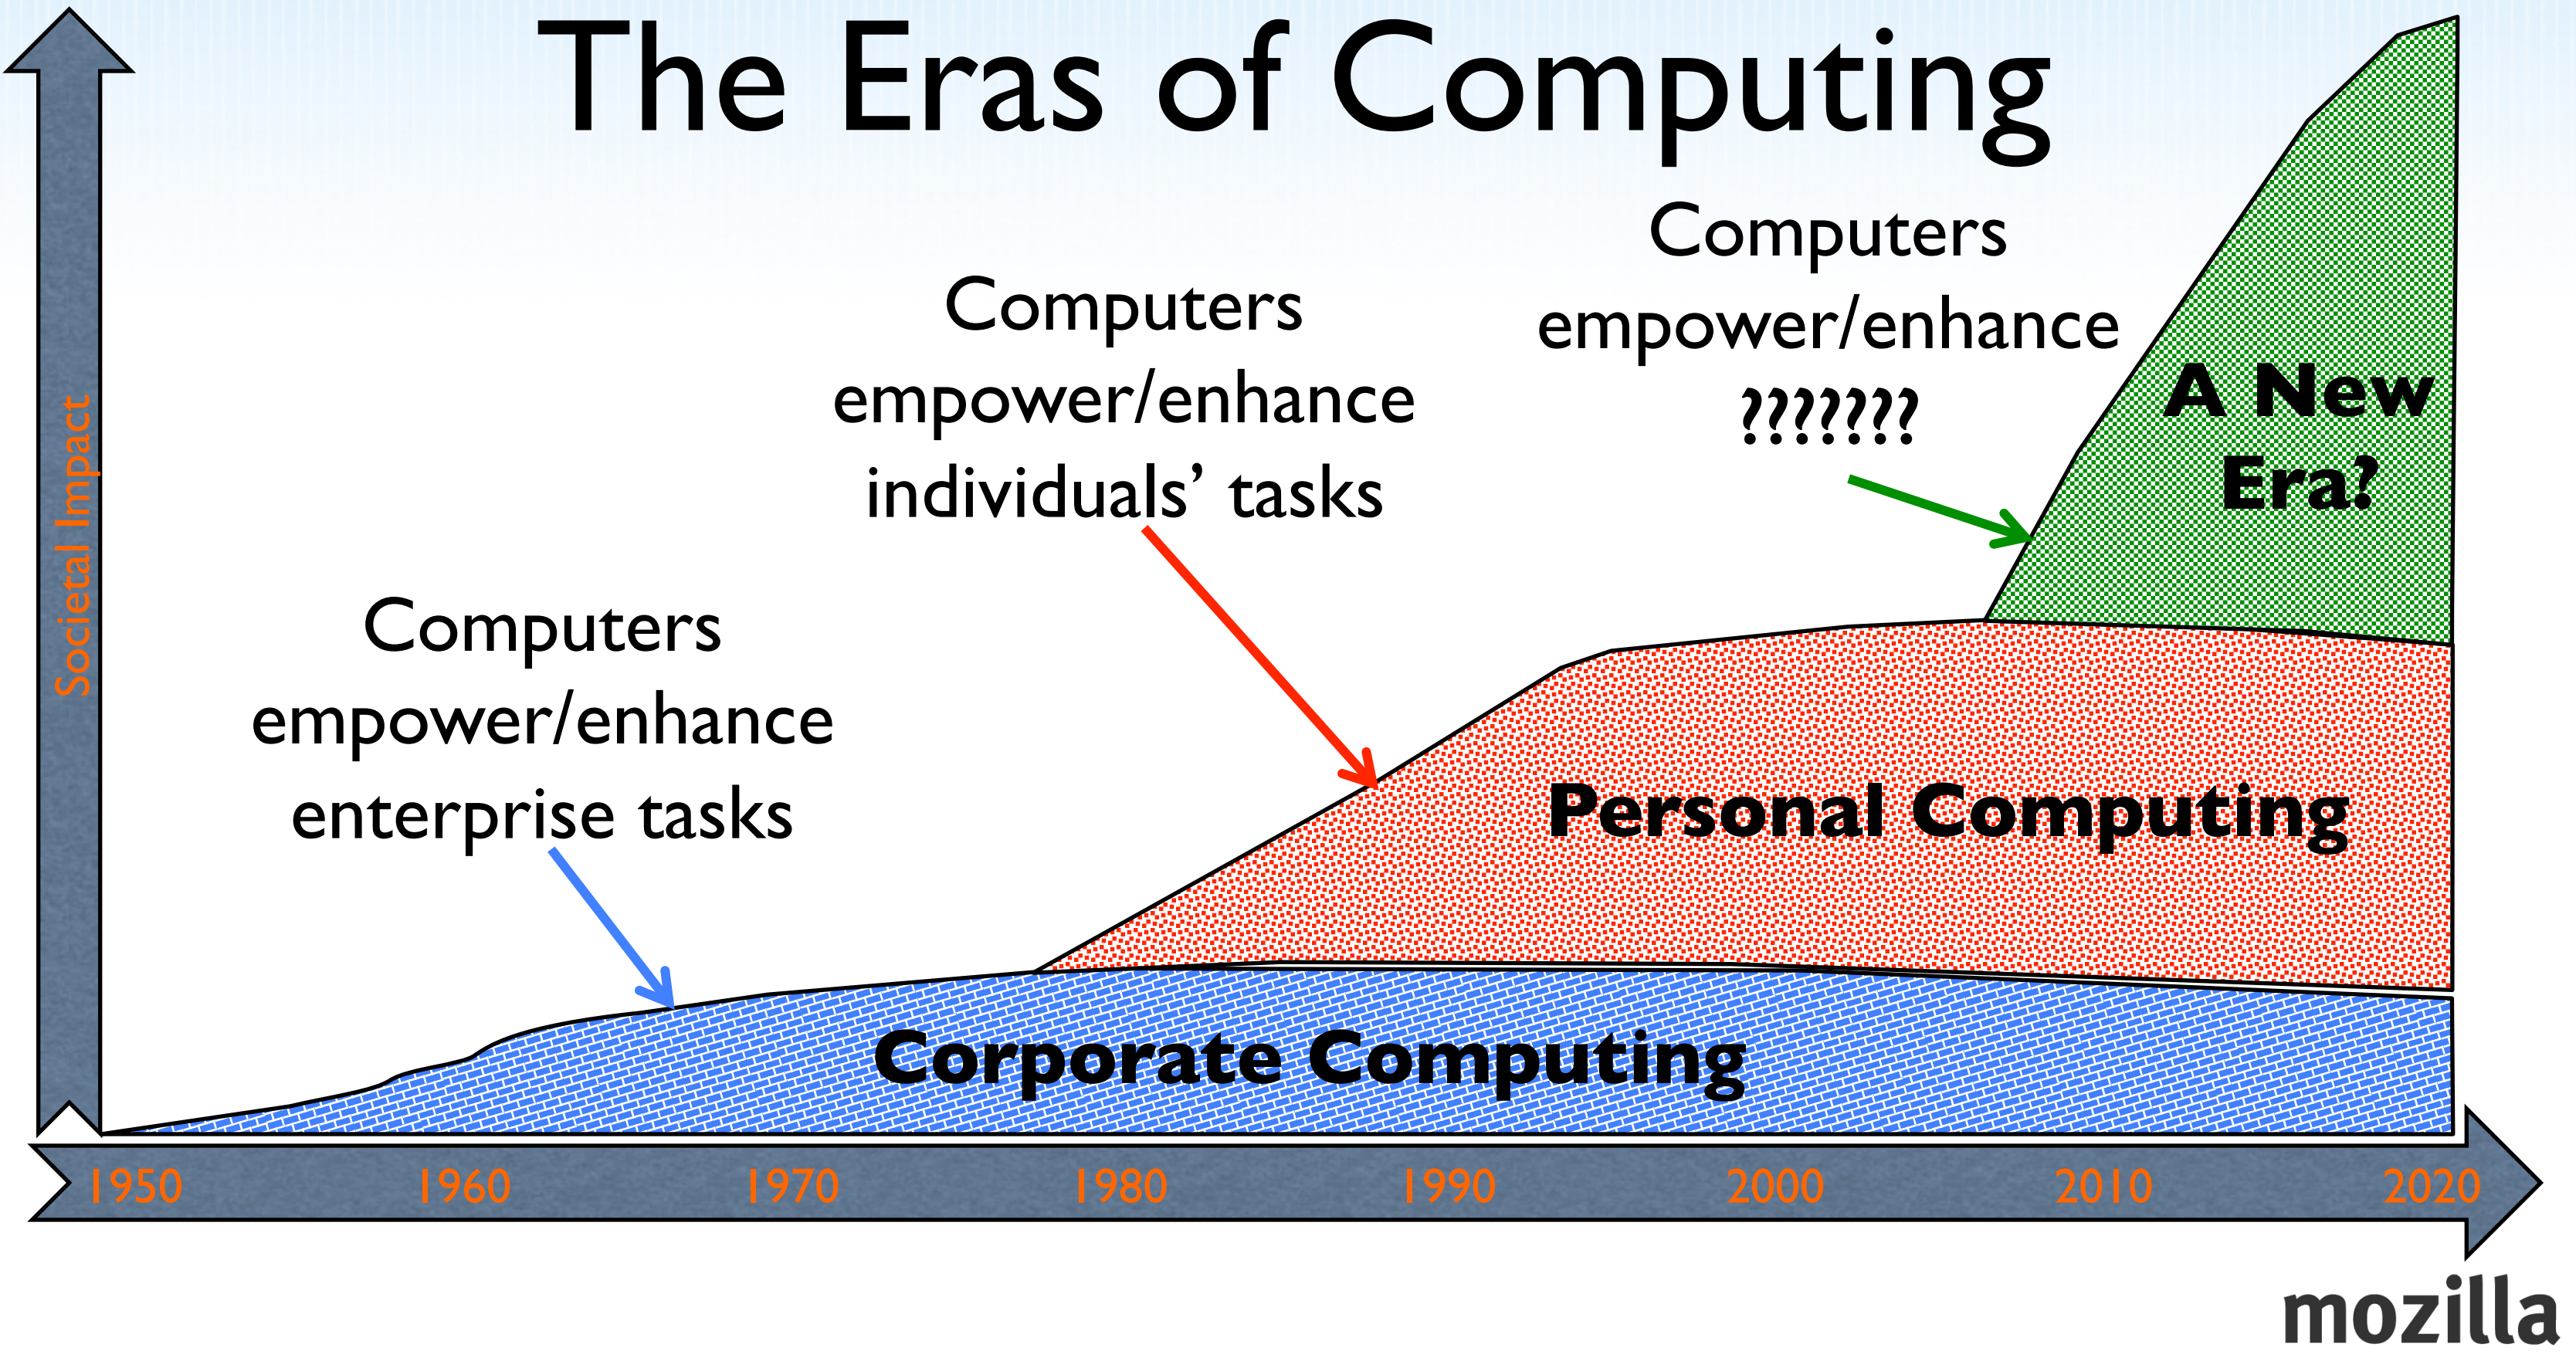 The Eras of Computing
Computers
empower/enhance
???????
Computers
empower/enhance
individuals’ tasks
Computers
empower/enhance
enterprise tasks
A New
Era?
Personal Computing
Corporate Computing
Societal Impact
1950 1960 1970 1980 1990 2000 2010 2020
mozilla